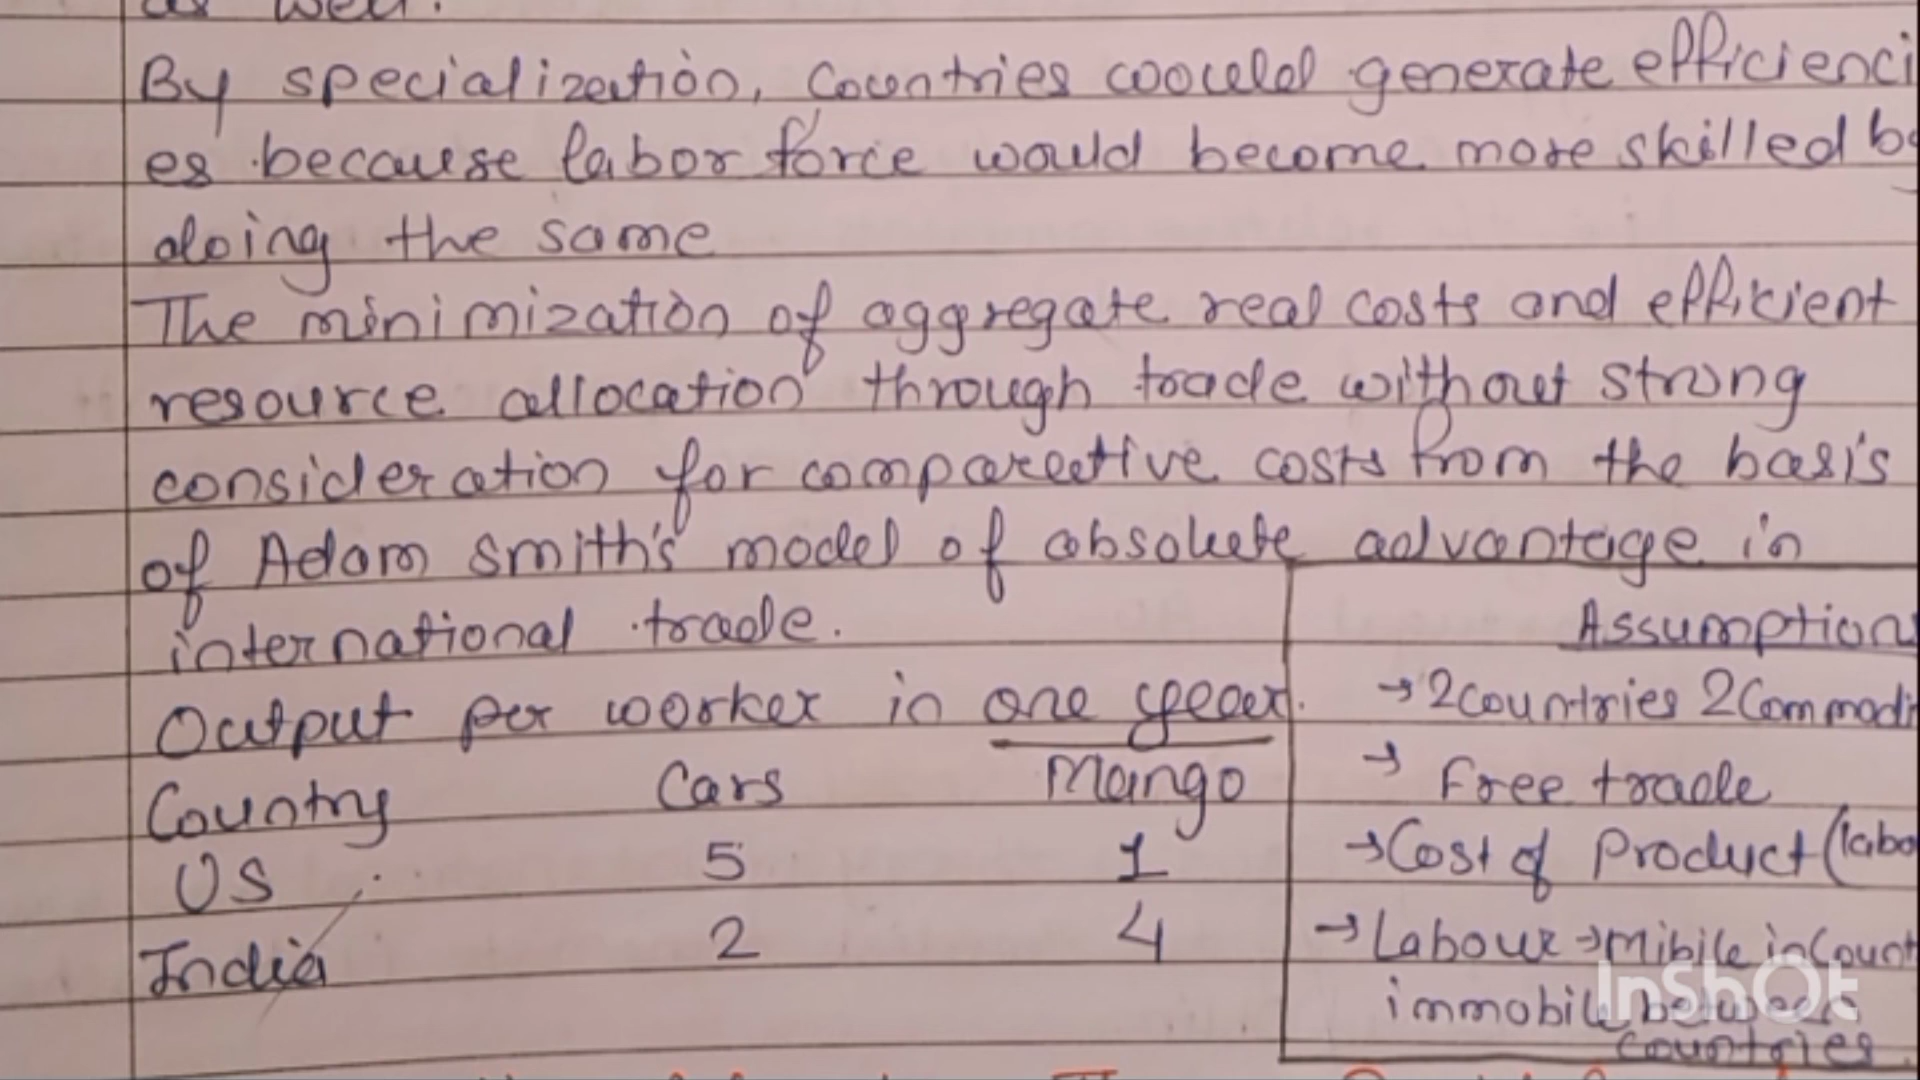 as well.
By specialization, Countries would generate efficienci
es because labor force would become more skilled
doing the same
The minimization of aggregate real costs and efficient
resource allocation through trade without strong
consideration for comparative costs from the basis
of Adam Smith's model of absolute advantage in
international trade.
Output per worker in one year.
Country Cars Mango
US 5 1
India 2 4
Assumption
→ 2 Countries 2 Commodi
→ Free trade
→ Cost of Product (labo
→ Labour → Mibile in Count
immobile between
countries
InShOt